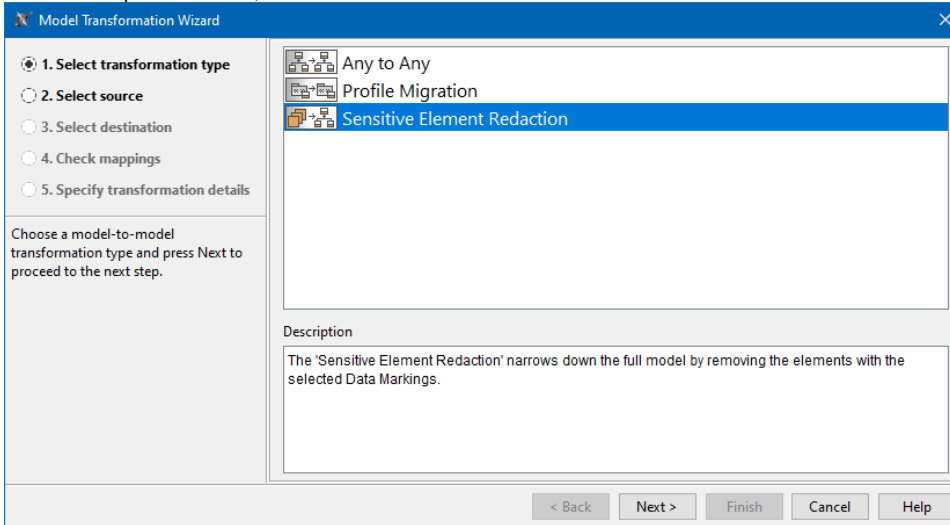 Model Transformation Wizard
1. Select transformation type
2. Select source
3. Select destination
4. Check mappings
5. Specify transformation details
Choose a model-to-model
transformation type and press Next to
proceed to the next step.
Any to Any
Profile Migration
Sensitive Element Redaction
Description
The 'Sensitive Element Redaction' narrows down the full model by removing the elements with the
selected Data Markings.
< Back
Next >
Finish
Cancel
Help